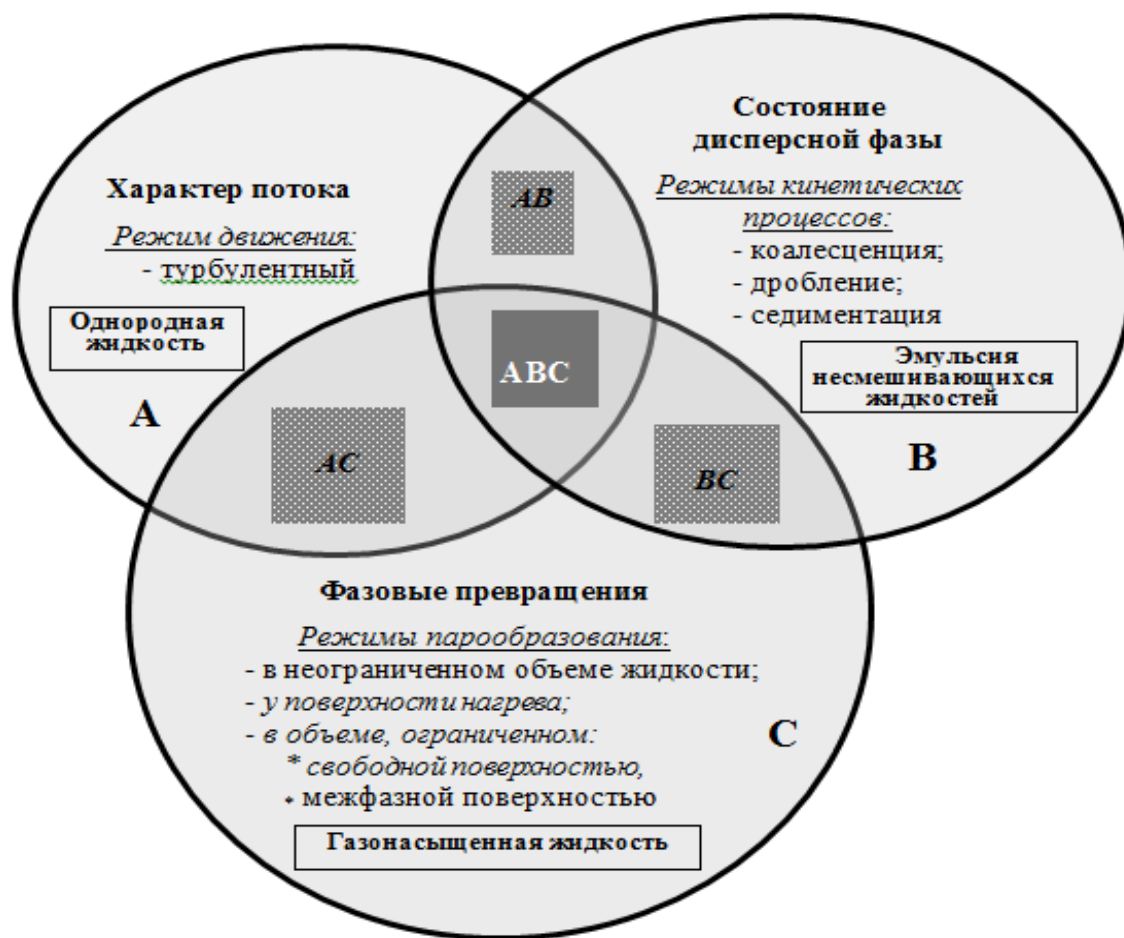 Характер потока
Режим движения:
- турбулентный
Однородная
жидкость
A
AB
Состояние
дисперсной фазы
Режимы кинетических
процессов:
- коалесценция;
- дробление;
- седиментация
Эмульсия
несмешивающихся
жидкостей
B
ABC
AC
BC
Фазовые превращения
Режимы парообразования:
- в неограниченном объеме жидкости;
- у поверхности нагрева;
- в объеме, ограниченном:
* свободной поверхностью,
• межфазной поверхностью
C
Газонасыщенная жидкость